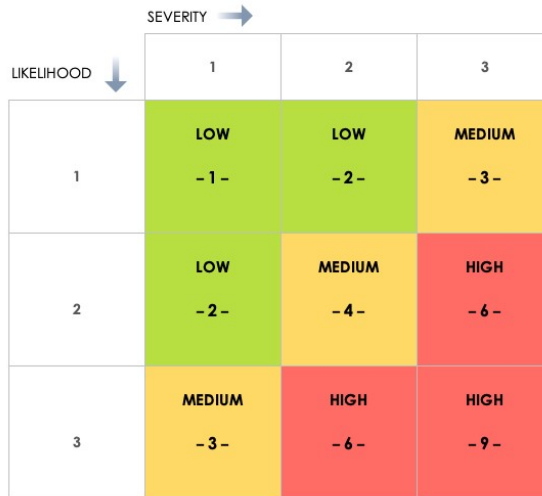 SEVERITY
LIKELIHOOD
1 2 3
LOW LOW MEDIUM
1 – 1 – – 2 – – 3 –
LOW MEDIUM HIGH
2 – 2 – – 4 – – 6 –
MEDIUM HIGH HIGH
3 – 3 – – 6 – – 9 –